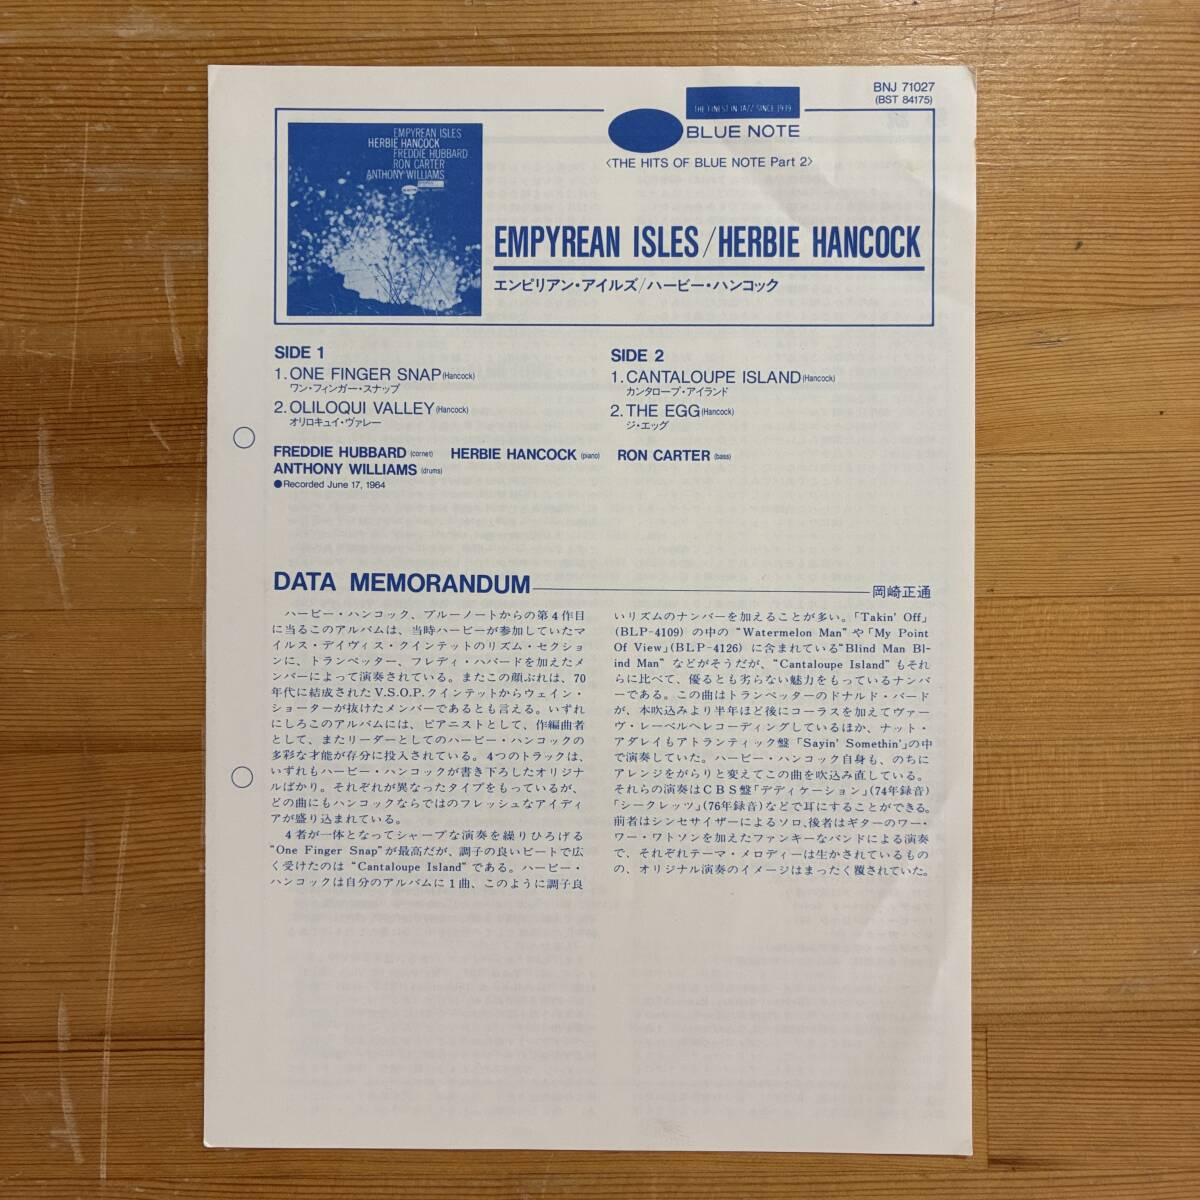 BNJ 71027
(BST 84175)
THE FINEST IN JAZZ SINCE 1939
BLUE NOTE
〈THE HITS OF BLUE NOTE Part 2〉
EMPYREAN ISLES
HERBIE HANCOCK
FREDDIE HUBBARD
RON CARTER
ANTHONY WILLIAMS
EMPYREAN ISLES/HERBIE HANCOCK
エンピリアン・アイルズ/ハービー・ハンコック
SIDE 1
1.ONE FINGER SNAP(Hancock)
ワン・フィンガー・スナップ
2.OLILOQUI VALLEY(Hancock)
オリロキュイ・ヴァレー
SIDE 2
1.CANTALOUPE ISLAND(Hancock)
カンタロープ・アイランド
2.THE EGG(Hancock)
ジ・エッグ
FREDDIE HUBBARD (cornet) HERBIE HANCOCK (piano) RON CARTER (bass)
ANTHONY WILLIAMS (drums)
●Recorded June 17, 1964
DATA MEMORANDUM
岡崎正通
ハービー・ハンコック、ブルーノートからの第4作目
に当るこのアルバムは、当時ハービーが参加していたマ
イルス・デイヴィス・クインテットのリズム・セクショ
ンに、トランペッター、フレディ・ハバードを加えたメ
ンバーによって演奏されている。またこの顔ぶれは、70
年代に結成されたV.S.O.P.クインテットからウェイン・
ショーターが抜けたメンバーであるとも言える。いずれ
にしろこのアルバムには、ピアニストとして、作編曲者
として、またリーダーとしてのハービー・ハンコックの
多彩な才能が存分に投入されている。4つのトラックは、
いずれもハービー・ハンコックが書き下ろしたオリジナ
ルばかり。それぞれが異なったタイプをもっているが、
どの曲にもハンコックならではのフレッシュなアイディ
アが盛り込まれている。
4者が一体となってシャープな演奏を繰りひろげる
"One Finger Snap"が最高だが、調子の良いビートで広
く受けたのは "Cantaloupe Island" である。ハービー・
ハンコックは自分のアルバムに1曲、このように調子良
いリズムのナンバーを加えることが多い。「Takin' Off」
(BLP-4109) の中の "Watermelon Man" や「My Point
Of View」(BLP-4126) に含まれている"Blind Man Bl-
ind Man" などがそうだが、"Cantaloupe Island" もそれ
らに比べて、優るとも劣らない魅力をもっているナンバ
ーである。この曲はトランペッターのドナルド・バード
が、本吹込みより半年ほど後にコーラスを加えてヴァー
ヴ・レーベルへレコーディングしているほか、ナット・
アダレイもアトランティック盤「Sayin' Somethin'」の中
で演奏していた。ハービー・ハンコック自身も、のちに
アレンジをがらりと変えてこの曲を吹込み直している。
それらの演奏はCBS盤「デディケーション」(74年録音)
「シークレッツ」(76年録音)などで耳にすることができる。
前者はシンセサイザーによるソロ、後者はギターのワー・
ワー・ワトソンを加えたファンキーなバンドによる演奏
で、それぞれテーマ・メロディーは生かされているもの
の、オリジナル演奏のイメージはまったく覆されていた。